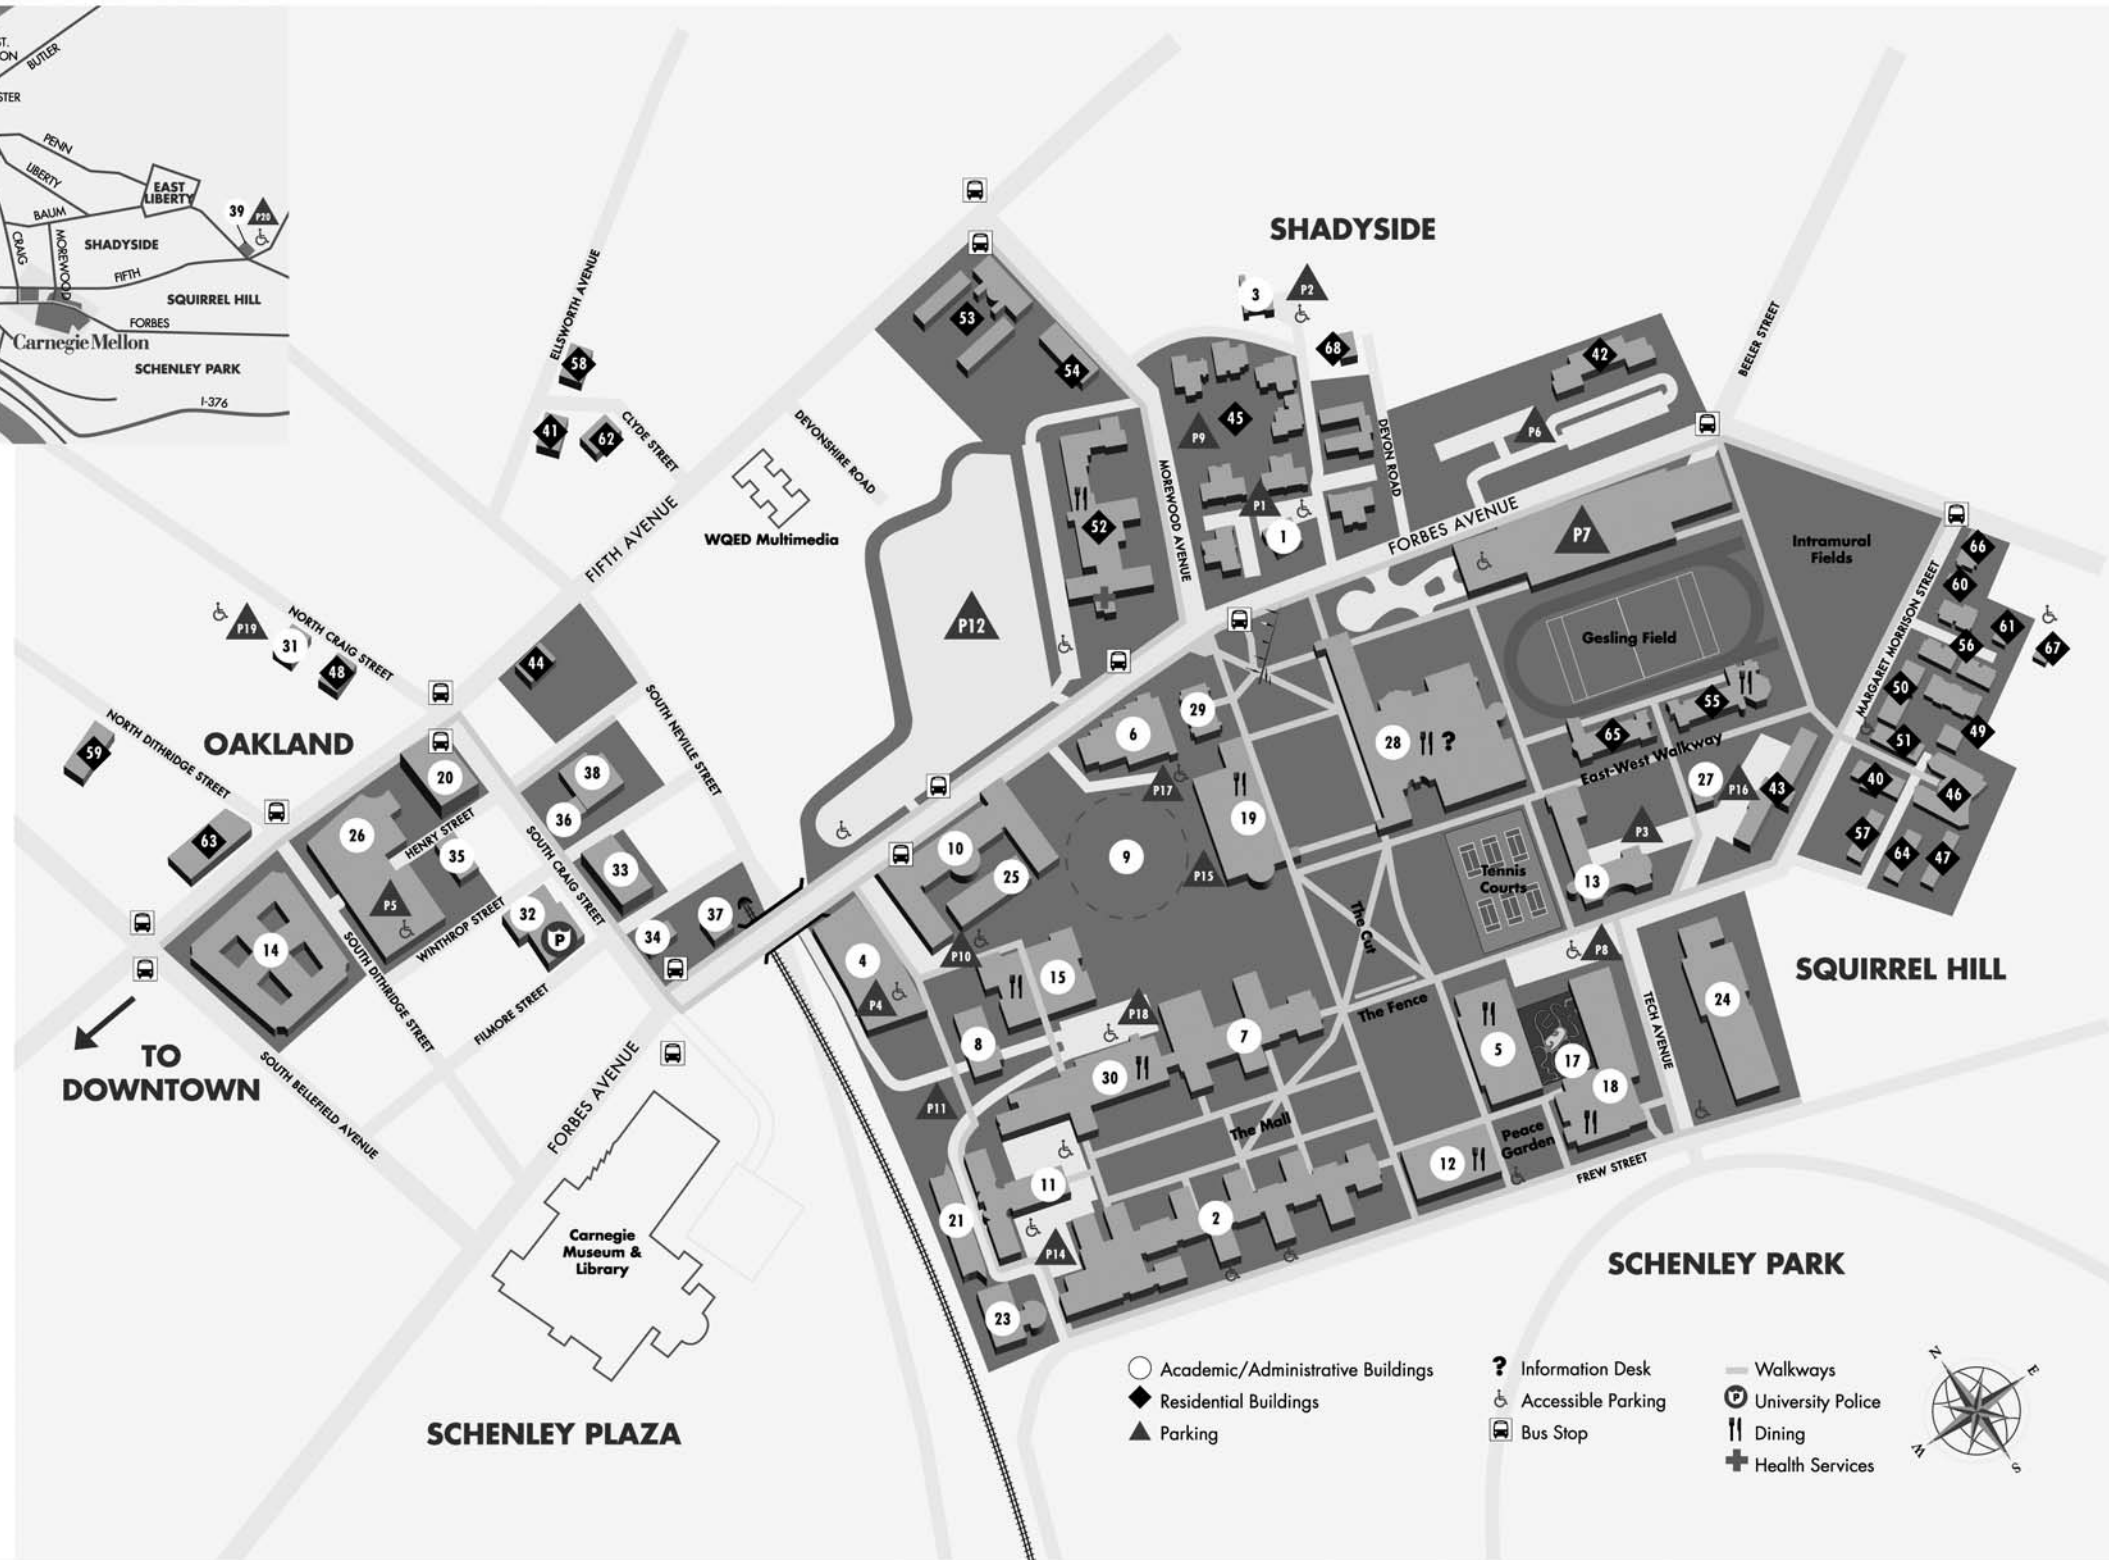 ST.
ON
BUTLER
STER
PENN
LIBERTY
BAUM
EAST
LIBERTY
39
P20
CRAIG
MOREWOOD
SHADYSIDE
FIFTH
SQUIRREL HILL
FORBES
Carnegie Mellon
SCHENLEY PARK
I-376
ELLSWORTH AVENUE
58
41
62
CLYDE STREET
DEVONSHIRE ROAD
WQED Multimedia
FIFTH AVENUE
53
54
SHADYSIDE
3
P2
68
42
BEELER STREET
45
P9
DEVON ROAD
P6
52
MOREWOOD AVENUE
P1
1
FORBES AVENUE
P7
Intramural
Fields
66
60
61
67
56
MARGARET MORRISON STREET
50
49
51
Gesling Field
P12
P19
31
NORTH CRAIG STREET
48
44
SOUTH NEVILLE STREET
NORTH DITHRIDGE STREET
59
OAKLAND
20
38
36
63
26
HENRY STREET
35
SOUTH CRAIG STREET
33
P5
WINTHROP STREET
32
P
34
37
14
SOUTH DITHRIDGE STREET
FILMORE STREET
TO
DOWNTOWN
SOUTH BELLEFIELD AVENUE
FORBES AVENUE
29
6
P17
19
28
?
55
65
East-West Walkway
27
P16
43
40
46
57
64
47
10
25
9
P15
P3
Tennis
Courts
13
The Cut
4
P4
P10
15
P18
8
7
The Fence
P8
TECH AVENUE
24
SQUIRREL HILL
5
17
18
30
P11
The Mall
Peace
Garden
12
FREW STREET
11
21
2
P14
23
Carnegie
Museum &
Library
SCHENLEY PARK
SCHENLEY PLAZA
Academic/Administrative Buildings
Residential Buildings
Parking
? Information Desk
Accessible Parking
Bus Stop
Walkways
P University Police
Dining
Health Services
N
E
W
S